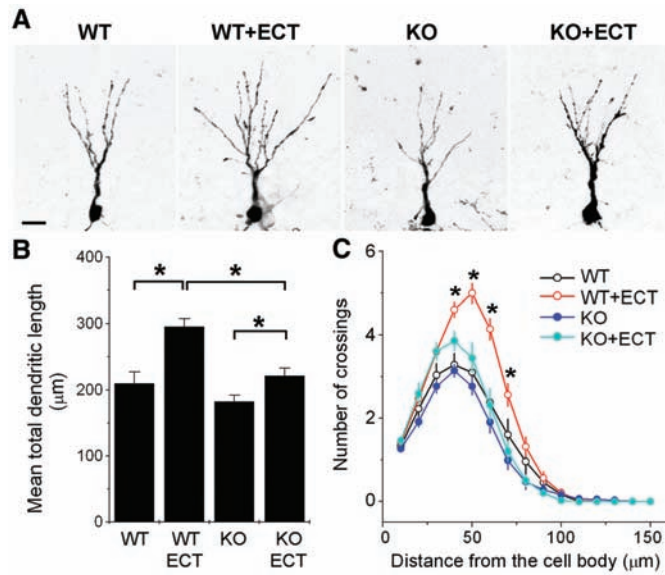 A
WT
WT+ECT
KO
KO+ECT
B
Mean total dendritic length
(μm)
400
300
200
100
0
*
*
*
WT
WT
ECT
KO
KO
ECT
C
Number of crossings
6
3
0
*
*
*
*
WT
WT+ECT
KO
KO+ECT
0
50
100
150
Distance from the cell body (μm)